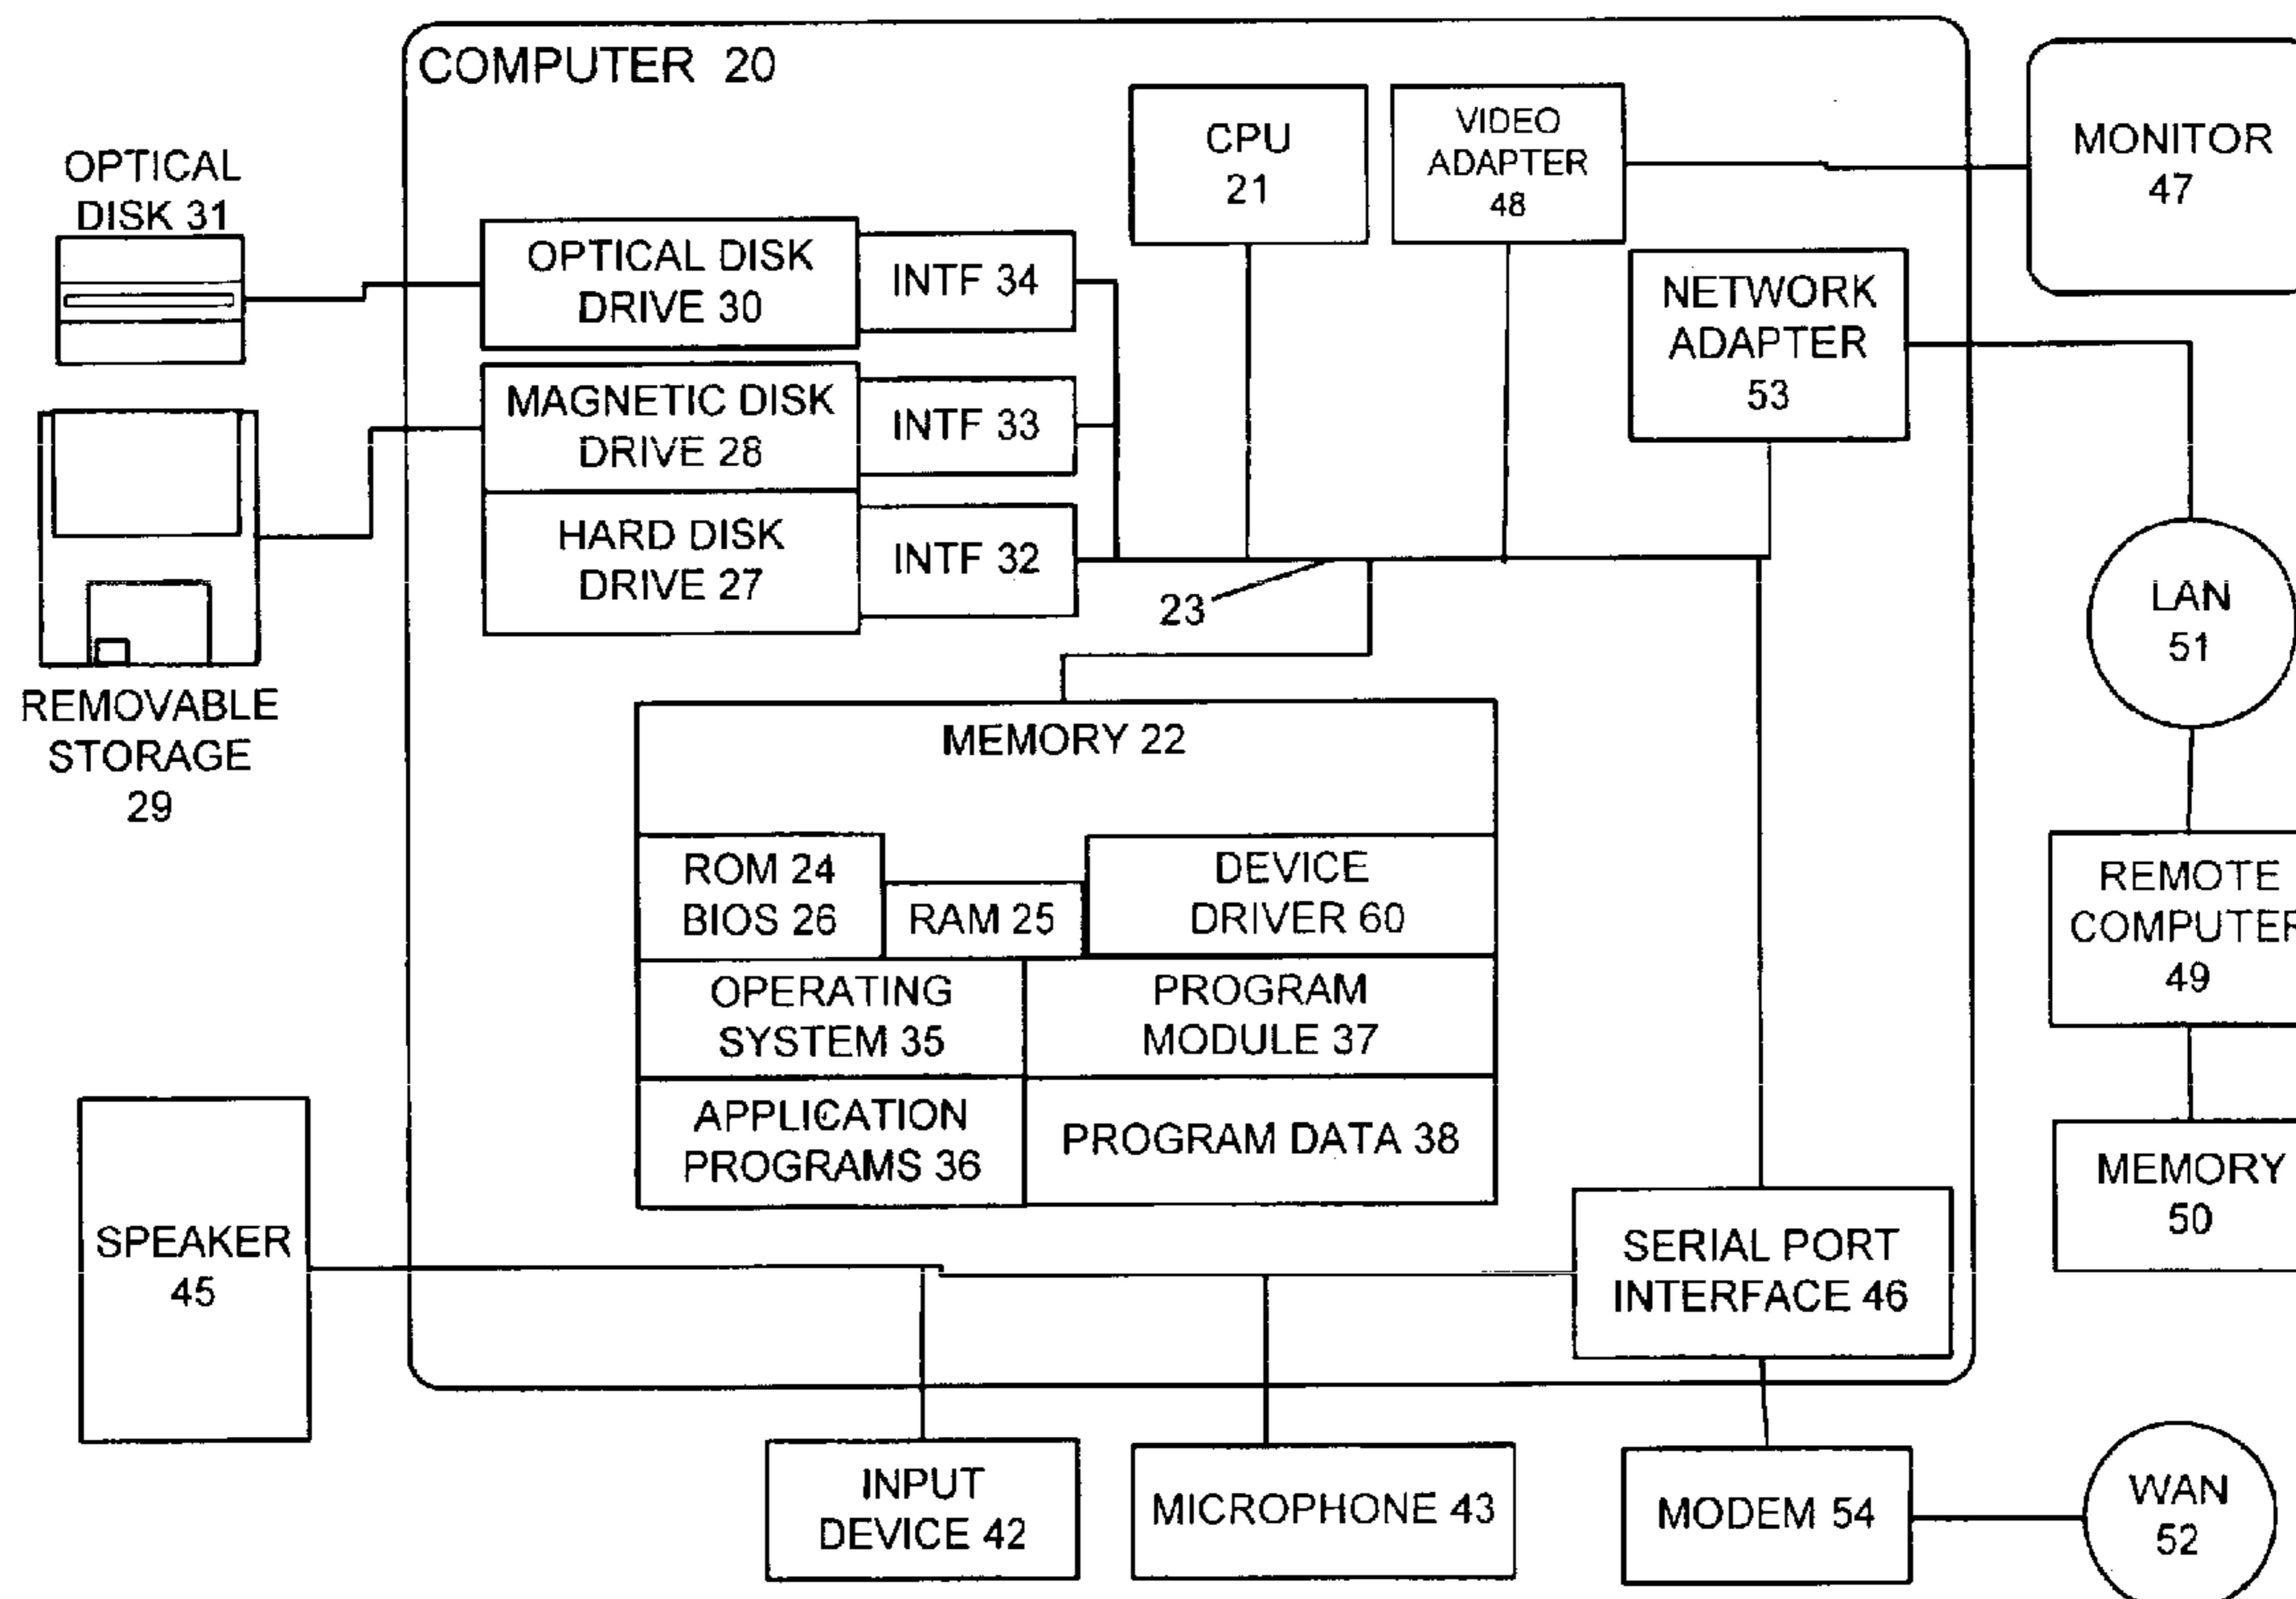 COMPUTER 20
CPU
21
VIDEO
ADAPTER
48
MONITOR
47
OPTICAL
DISK 31
OPTICAL DISK
DRIVE 30
INTF 34
NETWORK
ADAPTER
53
MAGNETIC DISK
DRIVE 28
INTF 33
HARD DISK
DRIVE 27
INTF 32
23
LAN
51
REMOVABLE
STORAGE
29
MEMORY 22
ROM 24
BIOS 26
RAM 25
DEVICE
DRIVER 60
REMOTE
COMPUTER
49
OPERATING
SYSTEM 35
PROGRAM
MODULE 37
APPLICATION
PROGRAMS 36
PROGRAM DATA 38
MEMORY
50
SPEAKER
45
SERIAL PORT
INTERFACE 46
INPUT
DEVICE 42
MICROPHONE 43
MODEM 54
WAN
52